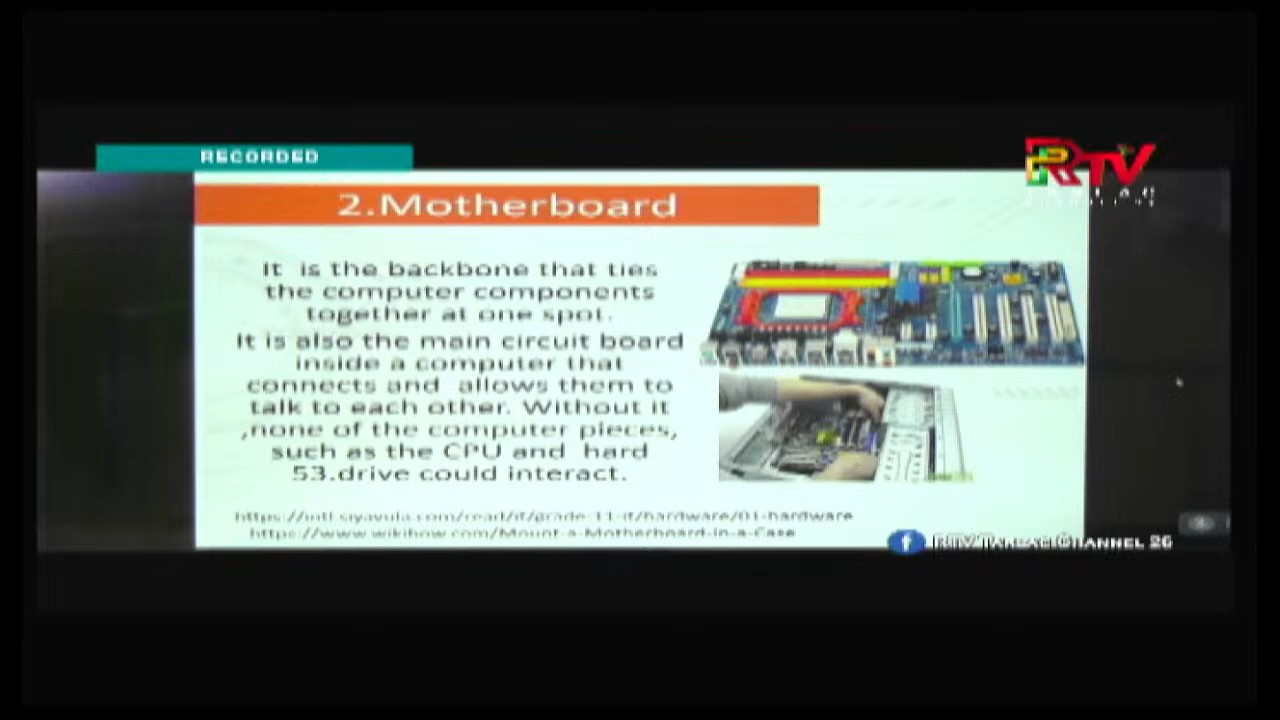 RECORDED
RTV
2.Motherboard
It is the backbone that ties
the computer components
together at one spot.
It is also the main circuit board
inside a computer that
connects and allows them to
talk to each other. Without it
,none of the computer pieces,
such as the CPU and hard
53.drive could interact.
https://intl.siyavula.com/read/it/grade-11-it/hardware/01-hardware
https://www.wikihow.com/Mount-a-Motherboard-in-a-Case
RTV Tarlac Channel 26